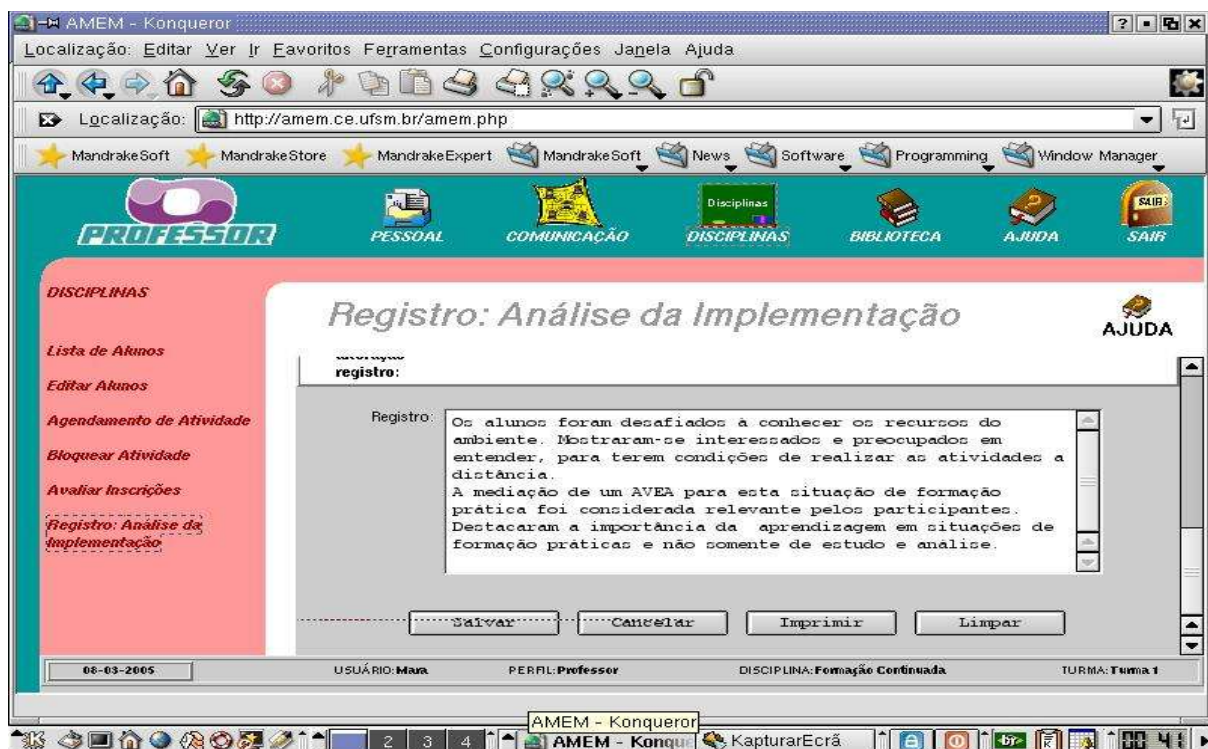 AMEM - Konqueror
Localização: Editar Ver Ir Favoritos Ferramentas Configurações Janela Ajuda
Localização: http://amem.ce.ufsm.br/amem.php
MandrakeSoft MandrakeStore MandrakeExpert MandrakeSoft News Software Programming Window Manager
Disciplinas
SAIR
PROFESSOR PESSOAL COMUNICAÇÃO DISCIPLINAS BIBLIOTECA AJUDA SAIR
DISCIPLINAS
Lista de Alunos
Editar Alunos
Agendamento de Atividade
Bloquear Atividade
Avaliar Inscrições
Registro: Análise da
Implementação
Registro: Análise da Implementação
AJUDA
registro:
Registro:
Os alunos foram desafiados à conhecer os recursos do
ambiente. Mostraram-se interessados e preocupados em
entender, para terem condições de realizar as atividades a
distância.
A mediação de um AVEA para esta situação de formação
prática foi considerada relevante pelos participantes.
Destacaram a importância da aprendizagem em situações de
formação práticas e não somente de estudo e análise.
Salvar Cancelar Imprimir Limpar
08-03-2005 USUÁRIO: Mara PERFIL: Professor DISCIPLINA: Formação Continuada TURMA: Turma 1
AMEM - Konqueror
2 3 4 AMEM - Konque KapturarEcrã br